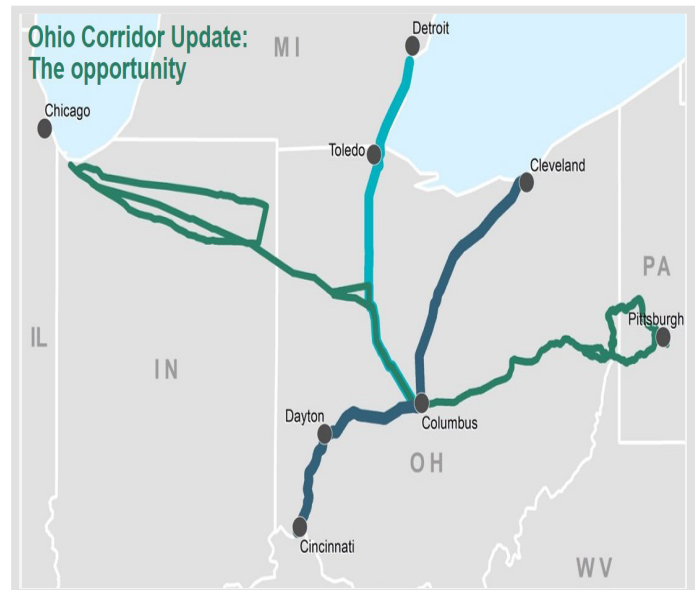 Ohio Corridor Update:
The opportunity
Detroit
MI
Chicago
Toledo
Cleveland
PA
Pittsburgh
IL
IN
Dayton
Columbus
OH
Cincinnati
WV